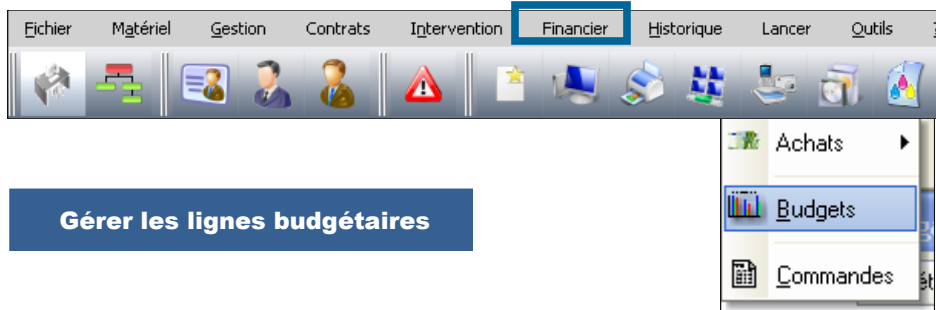 Fichier Matériel Gestion Contrats Intervention Financier Historique Lancer Outils
Achats
Gérer les lignes budgétaires
Budgets
Commandes